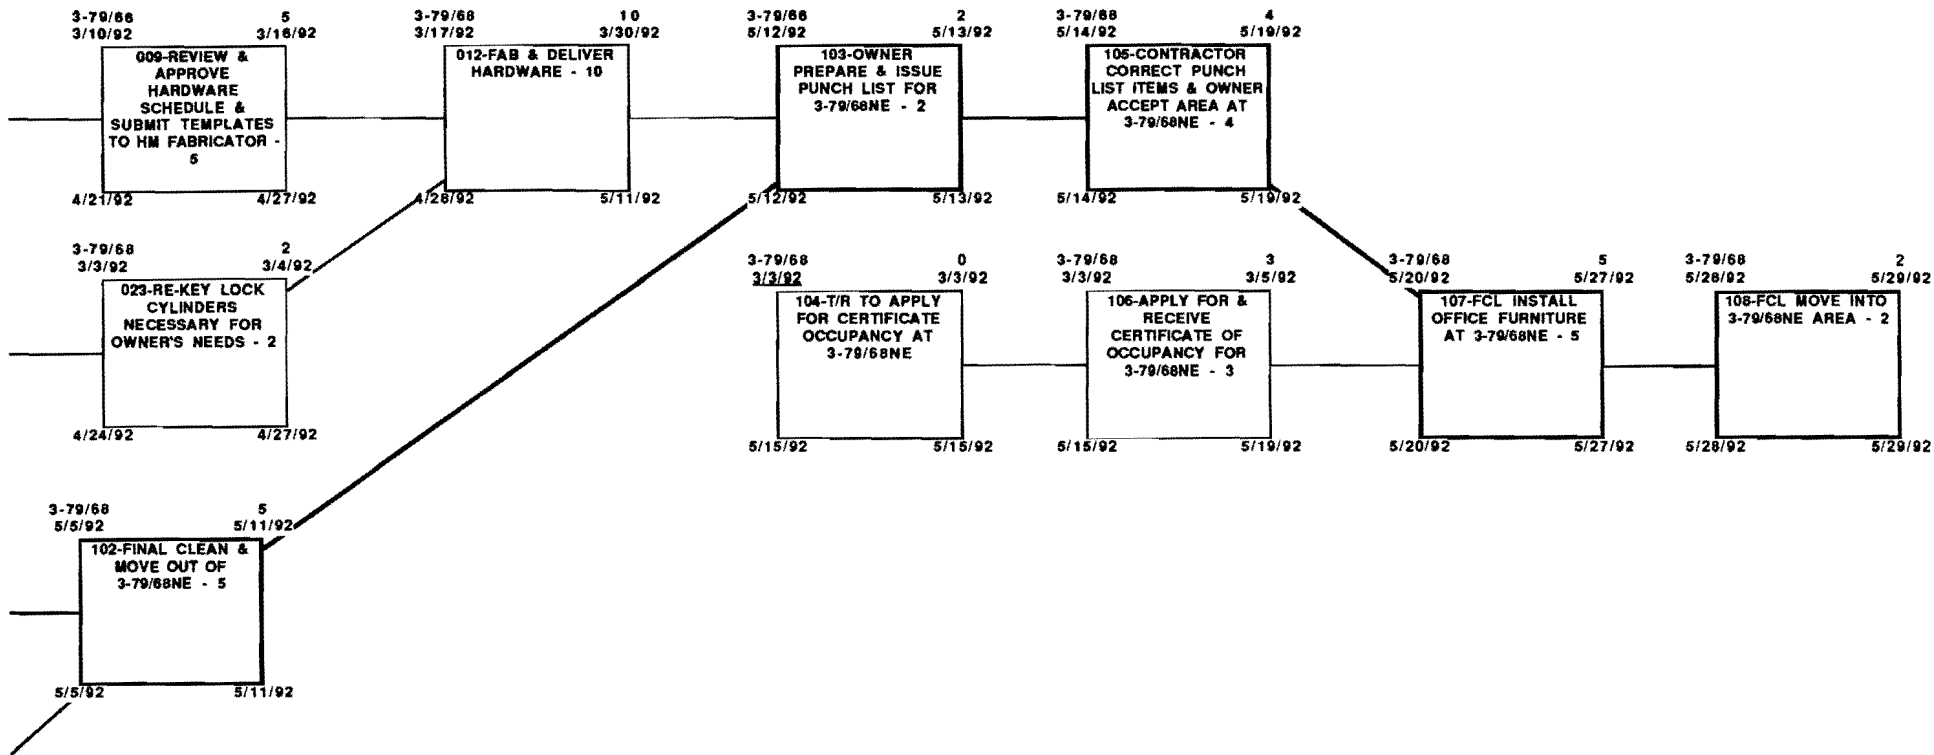 3-79/68 5
3/10/92 3/16/92
009-REVIEW &
APPROVE
HARDWARE
SCHEDULE &
SUBMIT TEMPLATES
TO HM FABRICATOR -
5
4/21/92 4/27/92
3-79/68 10
3/17/92 3/30/92
012-FAB & DELIVER
HARDWARE - 10
4/28/92 5/11/92
3-79/68 2
5/12/92 5/13/92
103-OWNER
PREPARE & ISSUE
PUNCH LIST FOR
3-79/68NE - 2
5/12/92 5/13/92
3-79/68 4
5/14/92 5/19/92
105-CONTRACTOR
CORRECT PUNCH
LIST ITEMS & OWNER
ACCEPT AREA AT
3-79/68NE - 4
5/14/92 5/19/92
3-79/68 2
3/3/92 3/4/92
023-RE-KEY LOCK
CYLINDERS
NECESSARY FOR
OWNER'S NEEDS - 2
4/24/92 4/27/92
3-79/68 0
3/3/92 3/3/92
104-T/R TO APPLY
FOR CERTIFICATE
OCCUPANCY AT
3-79/68NE
5/15/92 5/15/92
3-79/68 3
3/3/92 3/5/92
106-APPLY FOR &
RECEIVE
CERTIFICATE OF
OCCUPANCY FOR
3-79/68NE - 3
5/15/92 5/19/92
3-79/68 5
5/20/92 5/27/92
107-FCL INSTALL
OFFICE FURNITURE
AT 3-79/68NE - 5
5/20/92 5/27/92
3-79/68 2
5/28/92 5/29/92
108-FCL MOVE INTO
3-79/68NE AREA - 2
5/28/92 5/29/92
3-79/68 5
5/5/92 5/11/92
102-FINAL CLEAN &
MOVE OUT OF
3-79/68NE - 5
5/5/92 5/11/92